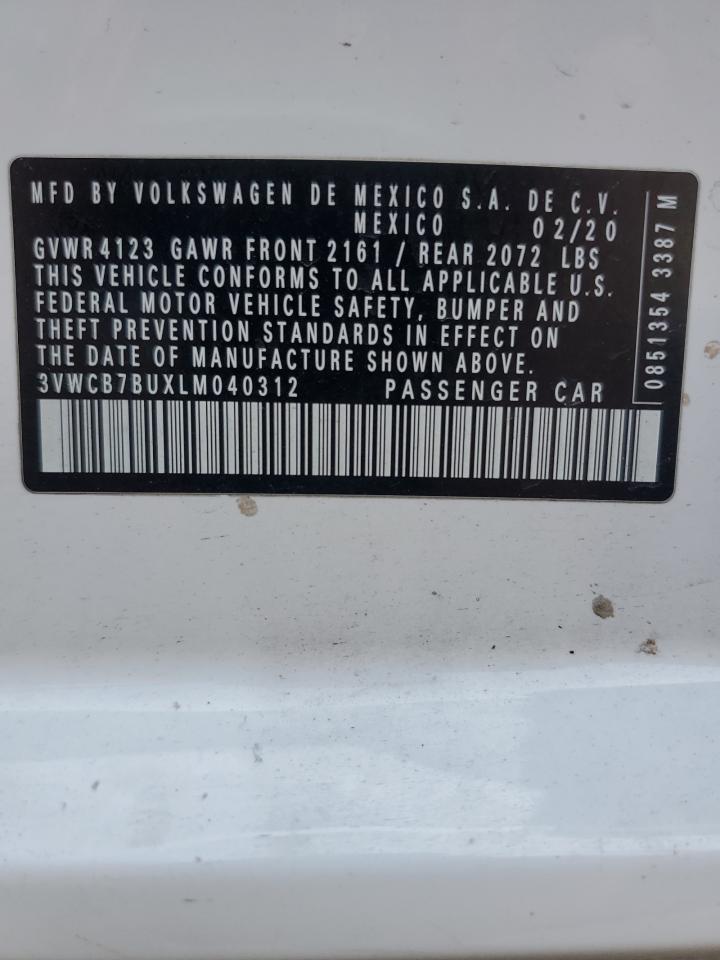 MFD BY VOLKSWAGEN DE MEXICO S.A. DE C.V.
MEXICO 02/20
GVWR 4123 GAWR FRONT 2161 / REAR 2072 LBS
THIS VEHICLE CONFORMS TO ALL APPLICABLE U.S.
FEDERAL MOTOR VEHICLE SAFETY, BUMPER AND
THEFT PREVENTION STANDARDS IN EFFECT ON
THE DATE OF MANUFACTURE SHOWN ABOVE.
3VWCB7BUXLM040312 PASSENGER CAR
0851354 3387 M